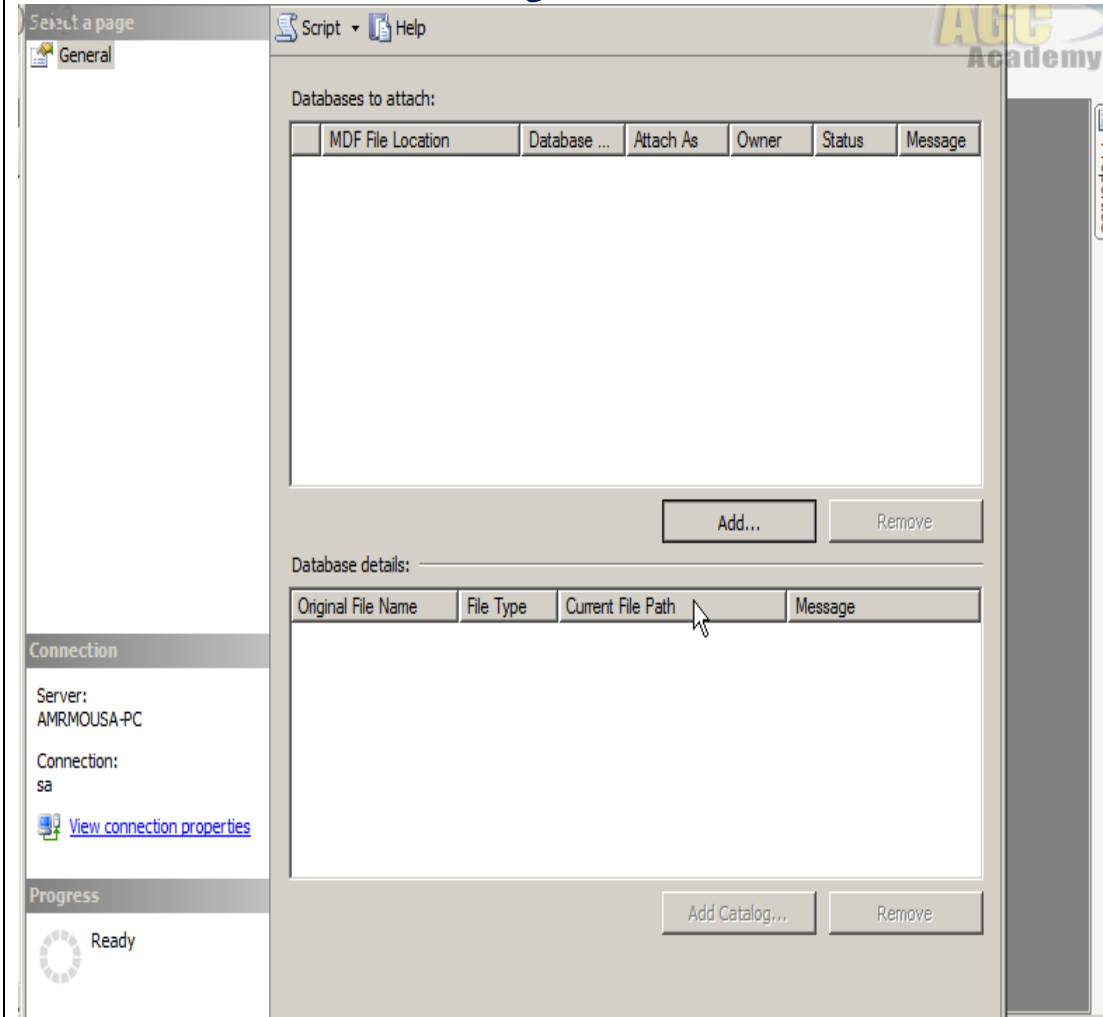 Select a page
General
Script Help
AGC
Academy
Databases to attach:
MDF File Location Database ... Attach As Owner Status Message
Add... Remove
Database details:
Original File Name File Type Current File Path Message
Connection
Server:
AMRMOUSA-PC
Connection:
sa
View connection properties
Add Catalog... Remove
Progress
Ready